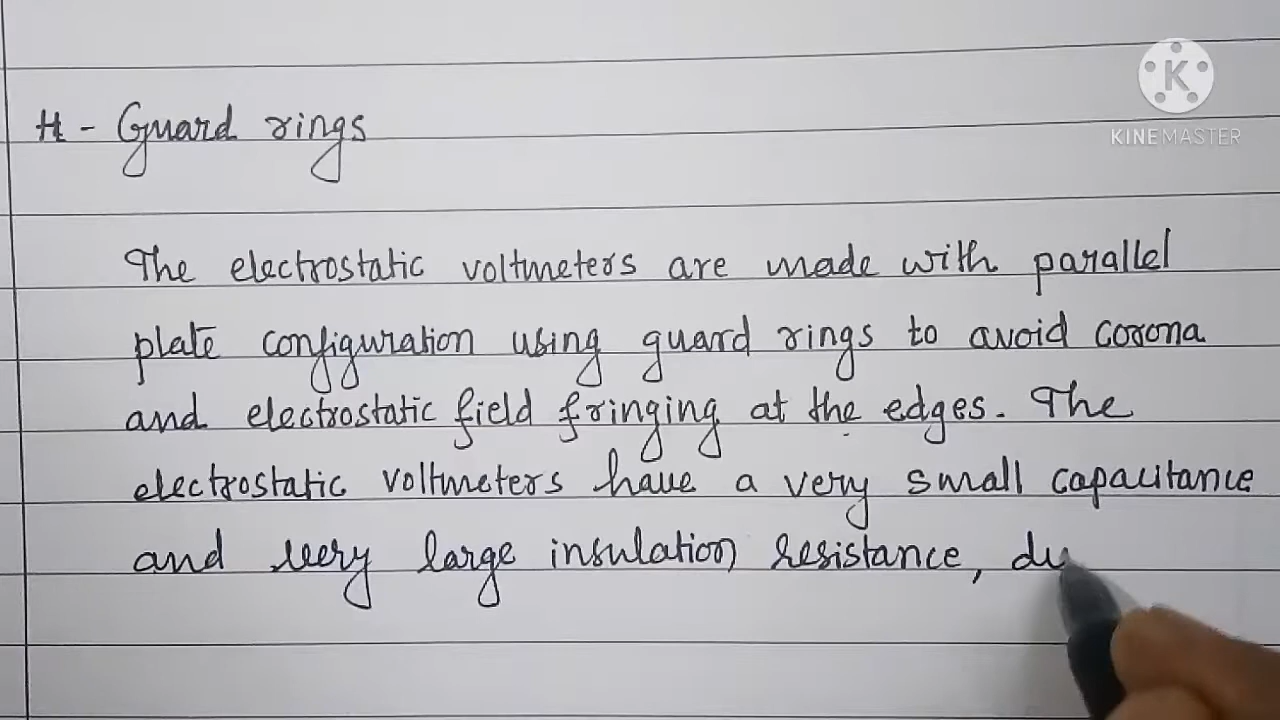 H - Guard rings
K
KINEMASTER
The electrostatic voltmeters are made with parallel
plate configuration using guard rings to avoid corona
and electrostatic field fringing at the edges. The
electrostatic voltmeters have a very small capacitance
and very large insulation resistance, du